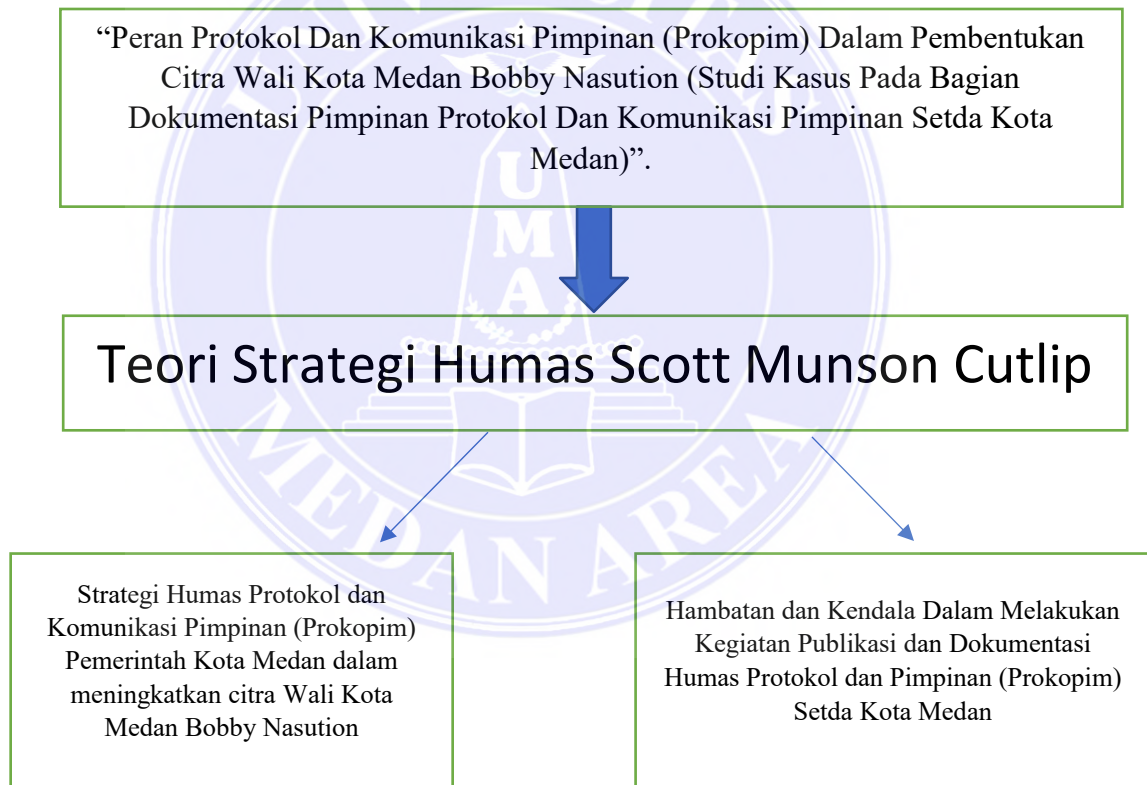 “Peran Protokol Dan Komunikasi Pimpinan (Prokopim) Dalam Pembentukan
Citra Wali Kota Medan Bobby Nasution (Studi Kasus Pada Bagian
Dokumentasi Pimpinan Protokol Dan Komunikasi Pimpinan Setda Kota
Medan)”.
UMA
Teori Strategi Humas Scott Munson Cutlip
MEDAN AREA
Strategi Humas Protokol dan
Komunikasi Pimpinan (Prokopim)
Pemerintah Kota Medan dalam
meningkatkan citra Wali Kota
Medan Bobby Nasution
Hambatan dan Kendala Dalam Melakukan
Kegiatan Publikasi dan Dokumentasi
Humas Protokol dan Pimpinan (Prokopim)
Setda Kota Medan